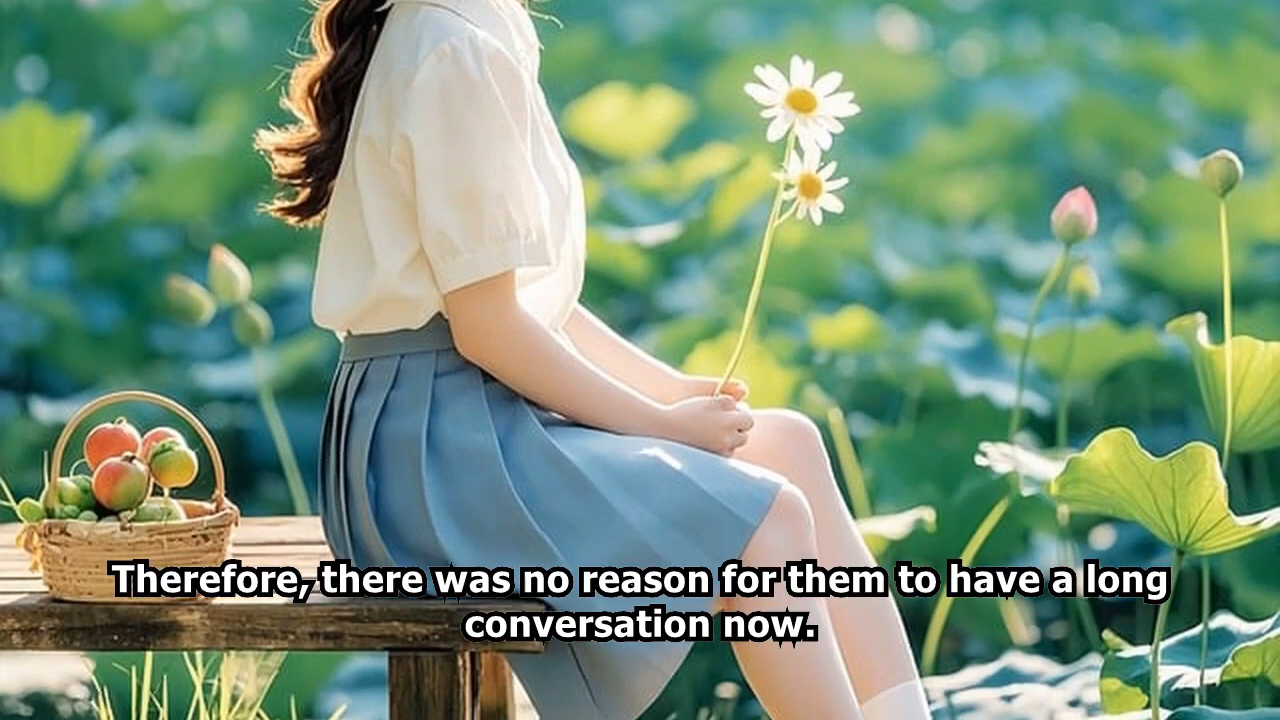 Therefore, there was no reason for them to have a long
conversation now.